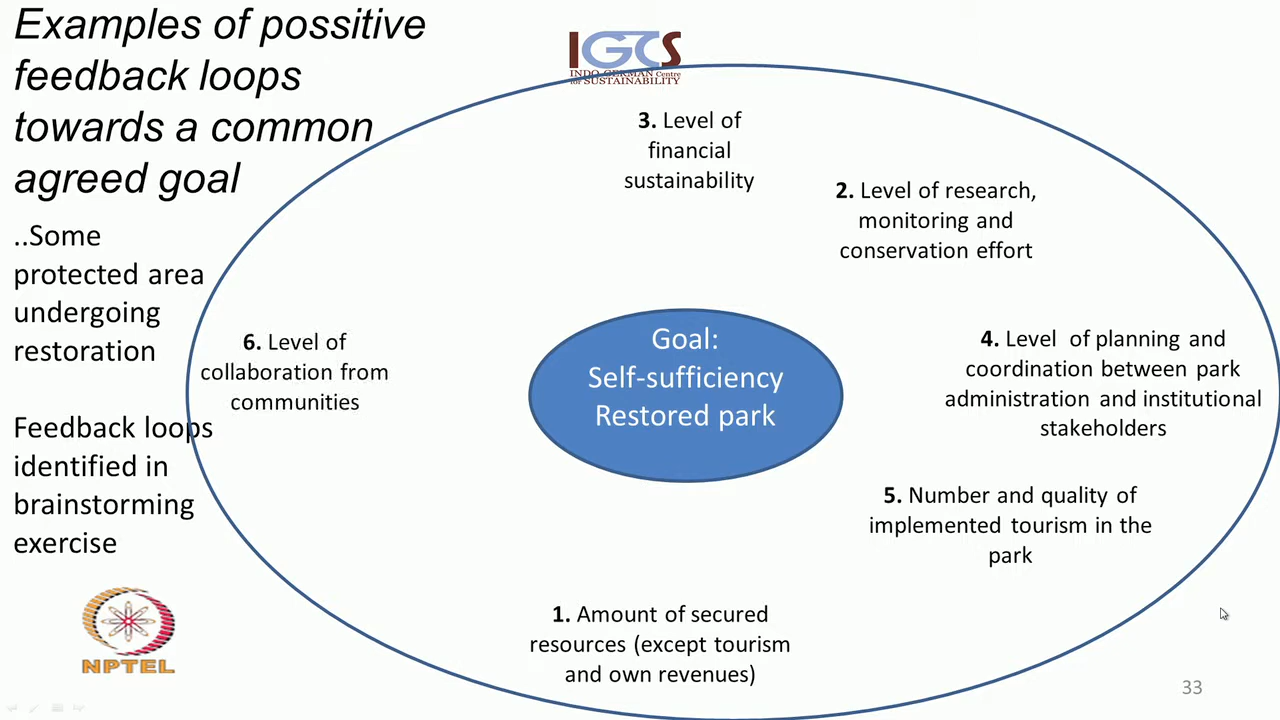 Examples of possitive
feedback loops
towards a common
agreed goal
..Some
protected area
undergoing
restoration
Feedback loops
identified in
brainstorming
exercise
NPTEL
IGCS
INDO-GERMAN Centre
for SUSTAINABILITY
3. Level of
financial
sustainability
2. Level of research,
monitoring and
conservation effort
6. Level of
collaboration from
communities
Goal:
Self-sufficiency
Restored park
4. Level of planning and
coordination between park
administration and institutional
stakeholders
5. Number and quality of
implemented tourism in the
park
1. Amount of secured
resources (except tourism
and own revenues)
33